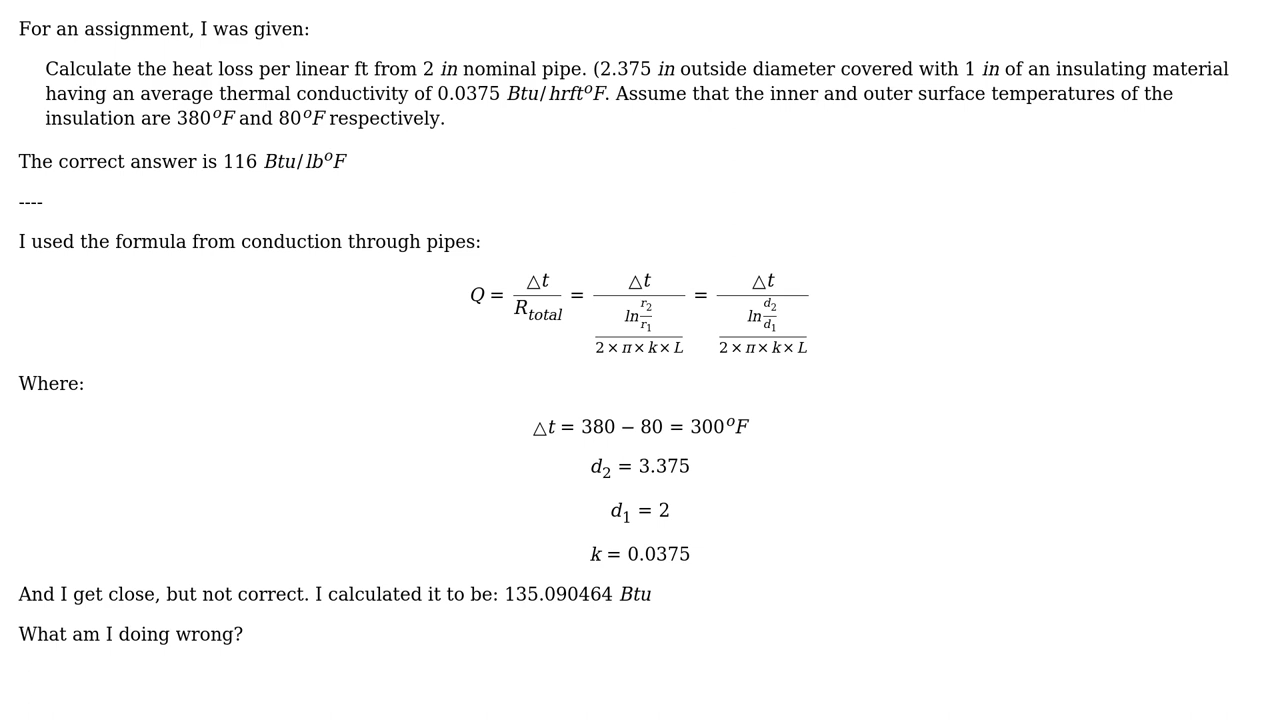 For an assignment, I was given:
Calculate the heat loss per linear ft from 2 in nominal pipe. (2.375 in outside diameter covered with 1 in of an insulating material
having an average thermal conductivity of 0.0375 Btu/hrft°F. Assume that the inner and outer surface temperatures of the
insulation are 380°F and 80°F respectively.
The correct answer is 116 Btu/lb°F
----
I used the formula from conduction through pipes:
Q = △t / R_total = △t / (ln(r_2/r_1) / (2 × π × k × L)) = △t / (ln(d_2/d_1) / (2 × π × k × L))
Where:
△t = 380 − 80 = 300°F
d_2 = 3.375
d_1 = 2
k = 0.0375
And I get close, but not correct. I calculated it to be: 135.090464 Btu
What am I doing wrong?